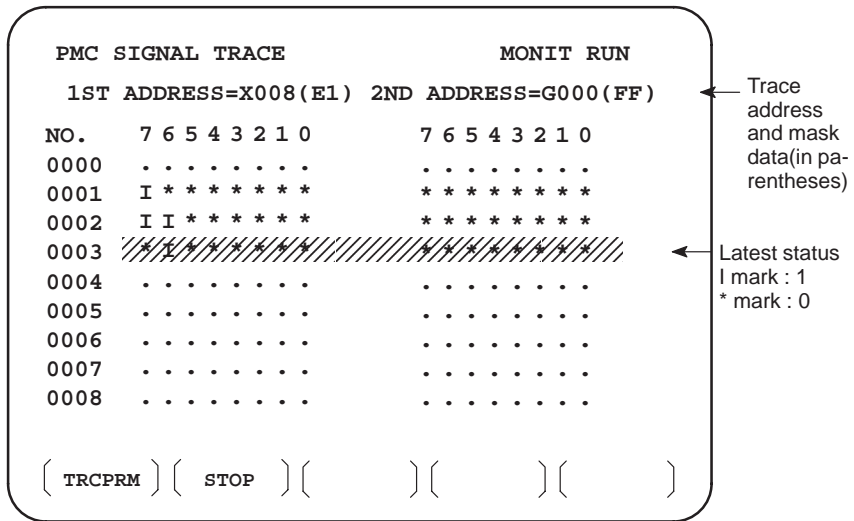 PMC SIGNAL TRACE MONIT RUN
1ST ADDRESS=X008(E1) 2ND ADDRESS=G000(FF)
NO. 7 6 5 4 3 2 1 0 7 6 5 4 3 2 1 0
0000 . . . . . . . . . . . . . . . .
0001 I * * * * * * * * * * * * * * *
0002 I I * * * * * * * * * * * * * *
0003 * I * * * * * * * * * * * * * *
0004 . . . . . . . . . . . . . . . .
0005 . . . . . . . . . . . . . . . .
0006 . . . . . . . . . . . . . . . .
0007 . . . . . . . . . . . . . . . .
0008 . . . . . . . . . . . . . . . .
TRCPRM STOP
Trace
address
and mask
data(in pa-
rentheses)
Latest status
I mark : 1
* mark : 0